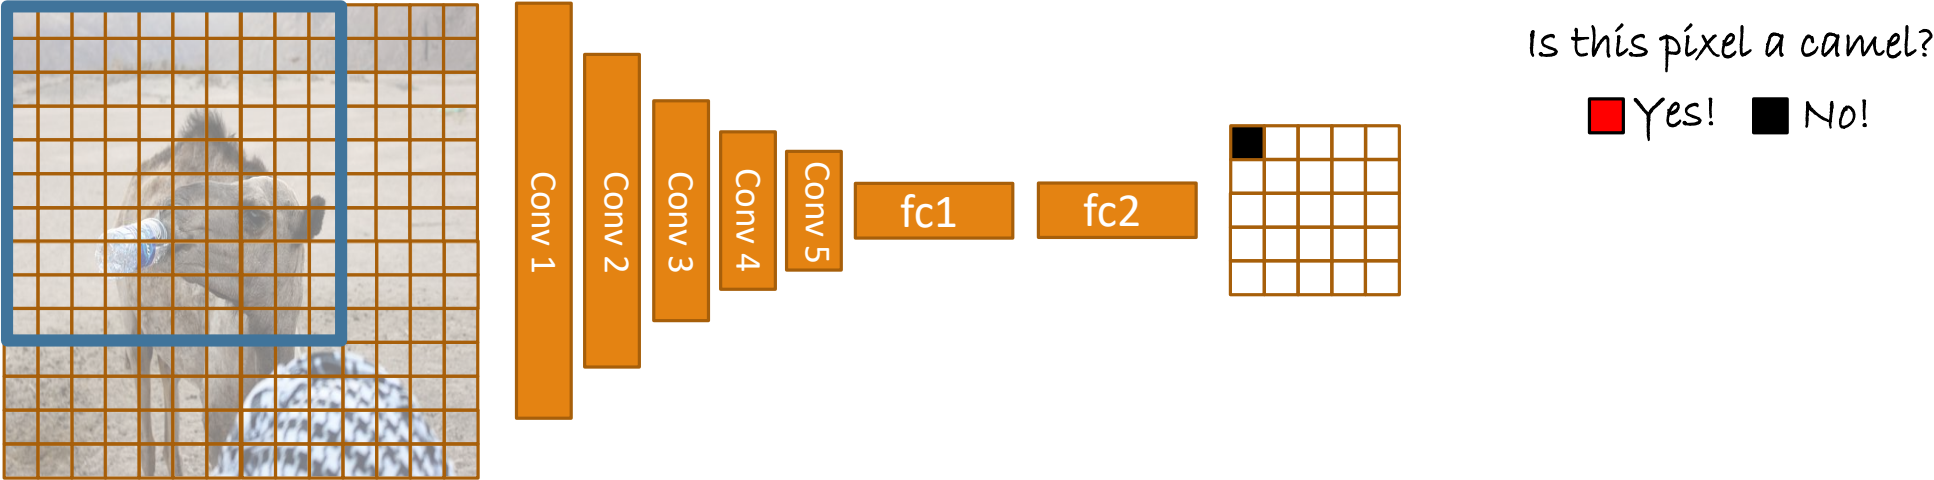 Conv 1
Conv 2
Conv 3
Conv 4
Conv 5
fc1
fc2
Is this pixel a camel?
Yes! No!